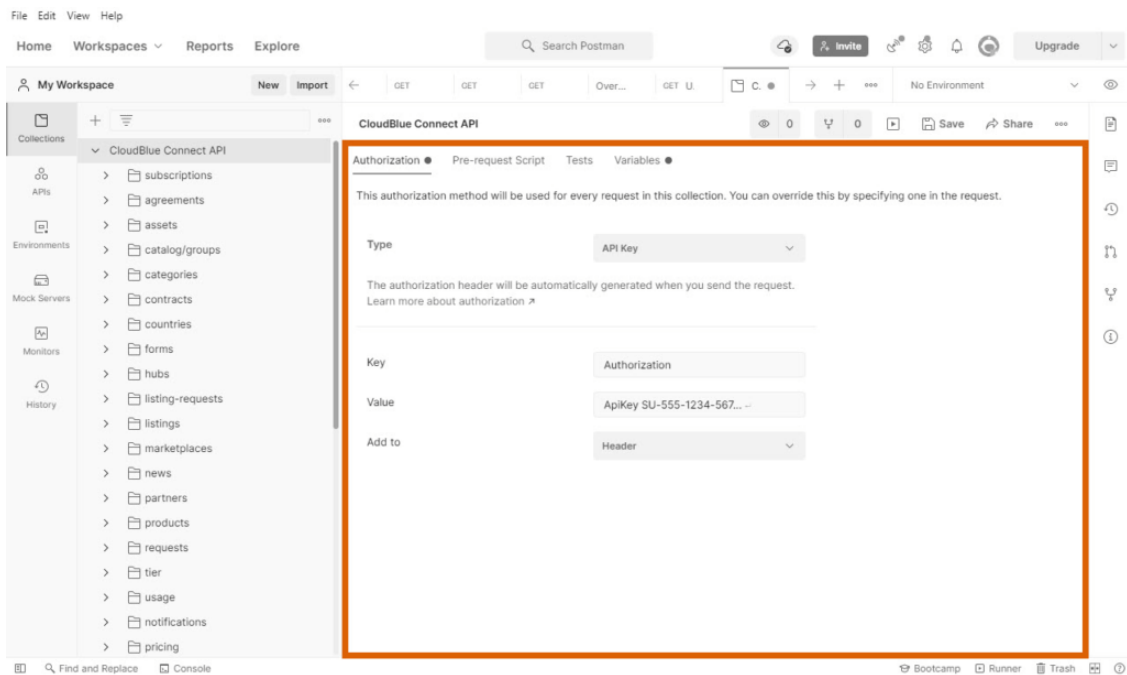 File Edit View Help
Home Workspaces Reports Explore Search Postman Invite Upgrade
My Workspace New Import GET GET GET Over... GET U. C. No Environment
Collections
APIs
Environments
Mock Servers
Monitors
History
CloudBlue Connect API
subscriptions
agreements
assets
catalog/groups
categories
contracts
countries
forms
hubs
listing-requests
listings
marketplaces
news
partners
products
requests
tier
usage
notifications
pricing
CloudBlue Connect API 0 0 Save Share
Authorization Pre-request Script Tests Variables
This authorization method will be used for every request in this collection. You can override this by specifying one in the request.
Type API Key
The authorization header will be automatically generated when you send the request.
Learn more about authorization ↗
Key Authorization
Value ApiKey SU-555-1234-567...
Add to Header
Find and Replace Console Bootcamp Runner Trash